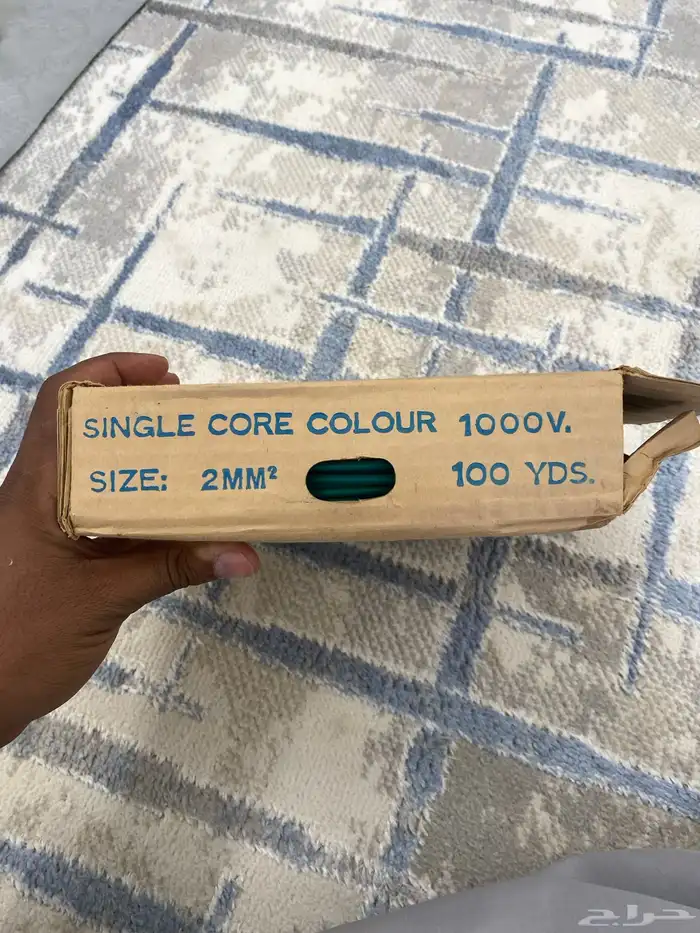 SINGLE CORE COLOUR 1000V.
SIZE: 2MM² 100 YDS.
حراج